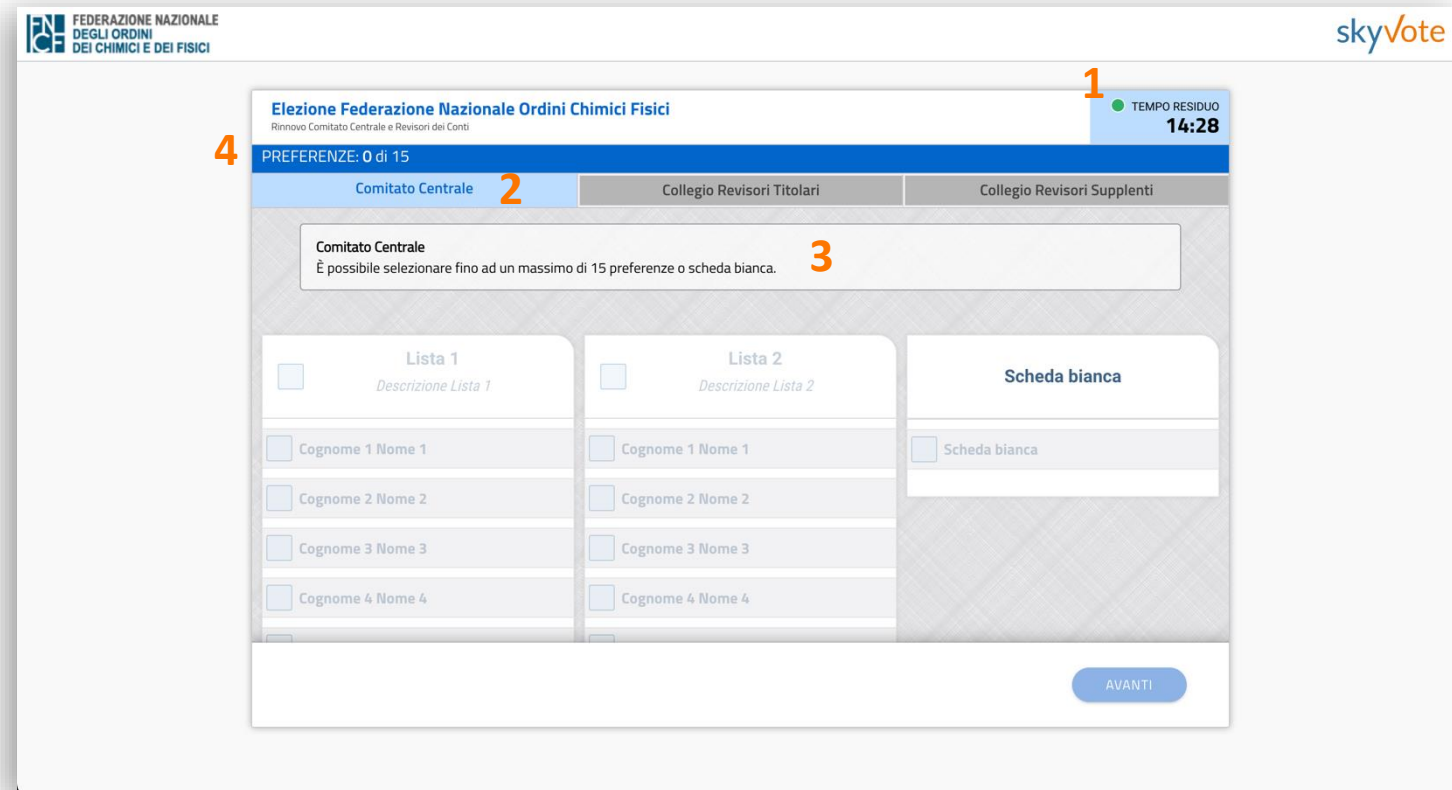 FEDERAZIONE NAZIONALE
DEGLI ORDINI
DEI CHIMICI E DEI FISICI
skyvote
1
Elezione Federazione Nazionale Ordini Chimici Fisici
Rinnovo Comitato Centrale e Revisori dei Conti
TEMPO RESIDUO
14:28
4
PREFERENZE: 0 di 15
Comitato Centrale
2
Collegio Revisori Titolari
Collegio Revisori Supplenti
Comitato Centrale
È possibile selezionare fino ad un massimo di 15 preferenze o scheda bianca.
3
Lista 1
Descrizione Lista 1
Lista 2
Descrizione Lista 2
Scheda bianca
Cognome 1 Nome 1
Cognome 1 Nome 1
Scheda bianca
Cognome 2 Nome 2
Cognome 2 Nome 2
Cognome 3 Nome 3
Cognome 3 Nome 3
Cognome 4 Nome 4
Cognome 4 Nome 4
AVANTI